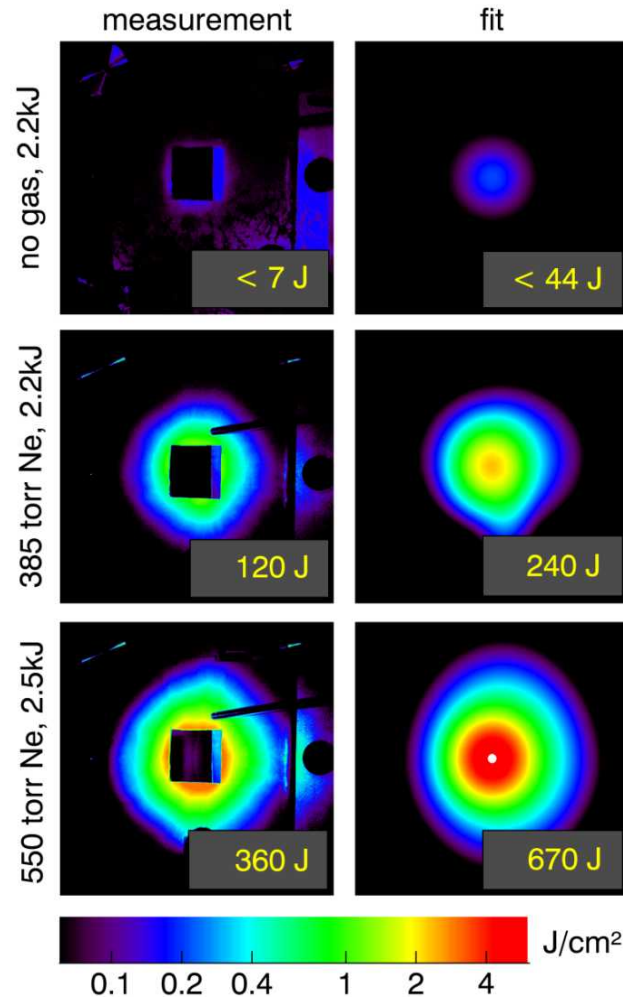 measurement fit
no gas, 2.2kJ
< 7 J < 44 J
385 torr Ne, 2.2kJ
120 J 240 J
550 torr Ne, 2.5kJ
360 J 670 J
J/cm²
0.1 0.2 0.4 1 2 4